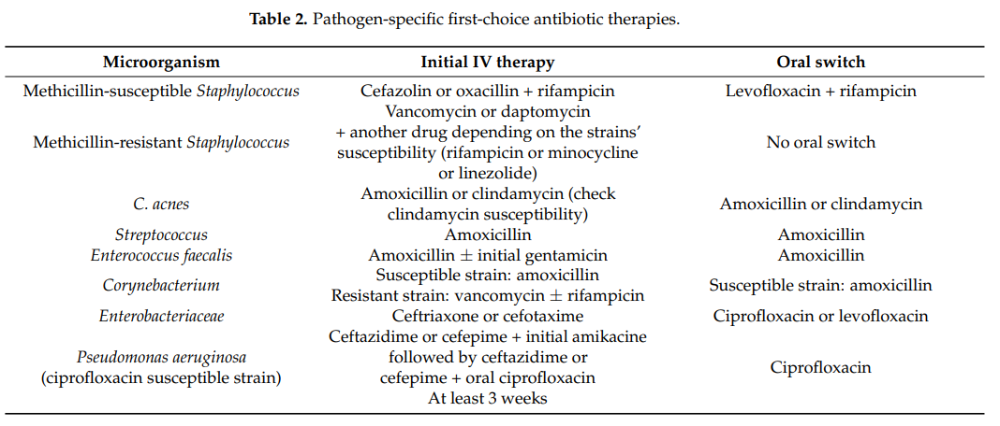 Table 2. Pathogen-specific first-choice antibiotic therapies.
Microorganism Initial IV therapy Oral switch
Methicillin-susceptible Staphylococcus Cefazolin or oxacillin + rifampicin Levofloxacin + rifampicin
Methicillin-resistant Staphylococcus
Vancomycin or daptomycin
+ another drug depending on the strains'
susceptibility (rifampicin or minocycline
or linezolide)
No oral switch
C. acnes
Amoxicillin or clindamycin (check
clindamycin susceptibility)
Amoxicillin or clindamycin
Streptococcus Amoxicillin Amoxicillin
Enterococcus faecalis Amoxicillin ± initial gentamicin Amoxicillin
Corynebacterium
Susceptible strain: amoxicillin
Resistant strain: vancomycin ± rifampicin
Susceptible strain: amoxicillin
Enterobacteriaceae Ceftriaxone or cefotaxime Ciprofloxacin or levofloxacin
Pseudomonas aeruginosa
(ciprofloxacin susceptible strain)
Ceftazidime or cefepime + initial amikacine
followed by ceftazidime or
cefepime + oral ciprofloxacin
At least 3 weeks
Ciprofloxacin